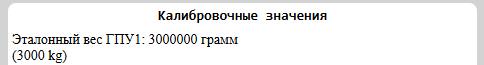 Калибровочные значения
Эталонный вес ГПУ1: 3000000 грамм
(3000 kg)